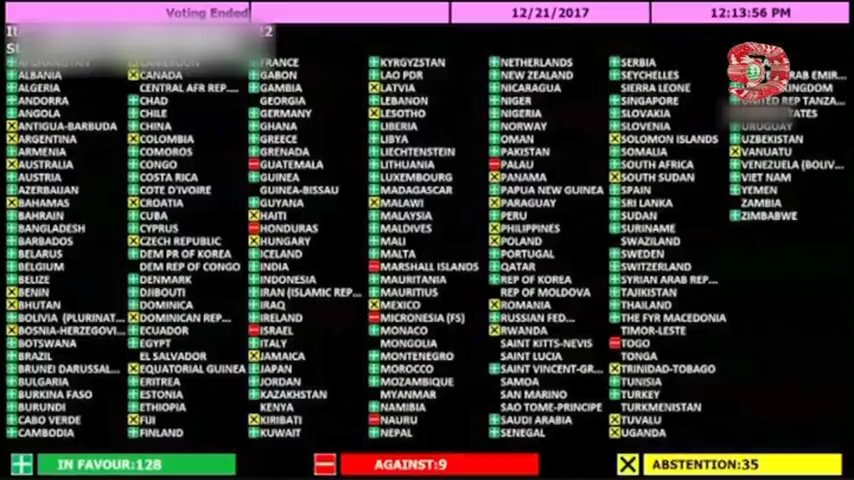 Voting Ended
12/21/2017
12:13:56 PM
ALBANIA
ALGERIA
ANDORRA
ANGOLA
ANTIGUA-BARBUDA
ARGENTINA
ARMENIA
AUSTRALIA
AUSTRIA
AZERBAIJAN
BAHAMAS
BAHRAIN
BANGLADESH
BARBADOS
BELARUS
BELGIUM
BELIZE
BENIN
BHUTAN
BOLIVIA (PLURINAT...
BOSNIA-HERZEGOVI...
BOTSWANA
BRAZIL
BRUNEI DARUSSAL...
BULGARIA
BURKINA FASO
BURUNDI
CABO VERDE
CAMBODIA
CAMEROON
CANADA
CENTRAL AFR REP...
CHAD
CHILE
CHINA
COLOMBIA
COMOROS
CONGO
COSTA RICA
COTE D'IVOIRE
CROATIA
CUBA
CYPRUS
CZECH REPUBLIC
DEM PR OF KOREA
DEM REP OF CONGO
DENMARK
DJIBOUTI
DOMINICA
DOMINICAN REP...
ECUADOR
EGYPT
EL SALVADOR
EQUATORIAL GUINEA
ERITREA
ESTONIA
ETHIOPIA
FIJI
FINLAND
FRANCE
GABON
GAMBIA
GEORGIA
GERMANY
GHANA
GREECE
GRENADA
GUATEMALA
GUINEA
GUINEA-BISSAU
GUYANA
HAITI
HONDURAS
HUNGARY
ICELAND
INDIA
INDONESIA
IRAN (ISLAMIC REP...
IRAQ
IRELAND
ISRAEL
ITALY
JAMAICA
JAPAN
JORDAN
KAZAKHSTAN
KENYA
KIRIBATI
KUWAIT
KYRGYZSTAN
LAO PDR
LATVIA
LEBANON
LESOTHO
LIBERIA
LIBYA
LIECHTENSTEIN
LITHUANIA
LUXEMBOURG
MADAGASCAR
MALAWI
MALAYSIA
MALDIVES
MALI
MALTA
MARSHALL ISLANDS
MAURITANIA
MAURITIUS
MEXICO
MICRONESIA (FS)
MONACO
MONGOLIA
MONTENEGRO
MOROCCO
MOZAMBIQUE
MYANMAR
NAMIBIA
NAURU
NEPAL
NETHERLANDS
NEW ZEALAND
NICARAGUA
NIGER
NIGERIA
NORWAY
OMAN
PAKISTAN
PALAU
PANAMA
PAPUA NEW GUINEA
PARAGUAY
PERU
PHILIPPINES
POLAND
PORTUGAL
QATAR
REP OF KOREA
REP OF MOLDOVA
ROMANIA
RUSSIAN FED...
RWANDA
SAINT KITTS-NEVIS
SAINT LUCIA
SAINT VINCENT-GR...
SAMOA
SAN MARINO
SAO TOME-PRINCIPE
SAUDI ARABIA
SENEGAL
SERBIA
SEYCHELLES
SIERRA LEONE
SINGAPORE
SLOVAKIA
SLOVENIA
SOLOMON ISLANDS
SOMALIA
SOUTH AFRICA
SOUTH SUDAN
SPAIN
SRI LANKA
SUDAN
SURINAME
SWAZILAND
SWEDEN
SWITZERLAND
SYRIAN ARAB REP...
TAJIKISTAN
THAILAND
THE FYR MACEDONIA
TIMOR-LESTE
TOGO
TONGA
TRINIDAD-TOBAGO
TUNISIA
TURKEY
TURKMENISTAN
TUVALU
UGANDA
RAB EMIR...
UNITED REP TANZA...
URUGUAY
UZBEKISTAN
VANUATU
VENEZUELA (BOLIV...
VIET NAM
YEMEN
ZAMBIA
ZIMBABWE
IN FAVOUR:128
AGAINST:9
ABSTENTION:35